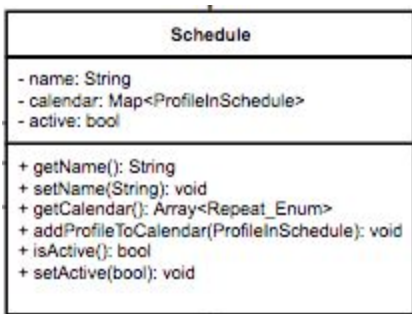 Schedule
- name: String
- calendar: Map<ProfileInSchedule>
- active: bool
+ getName(): String
+ setName(String): void
+ getCalendar(): Array<Repeat_Enum>
+ addProfileToCalendar(ProfileInSchedule): void
+ isActive(): bool
+ setActive(bool): void